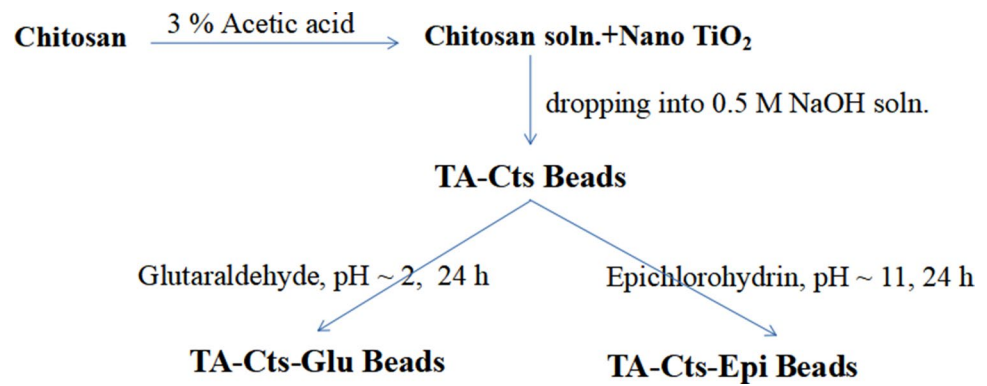 3 % Acetic acid
Chitosan
Chitosan soln.+Nano TiO₂
dropping into 0.5 M NaOH soln.
TA-Cts Beads
Glutaraldehyde, pH ~ 2, 24 h
Epichlorohydrin, pH ~ 11, 24 h
TA-Cts-Glu Beads
TA-Cts-Epi Beads